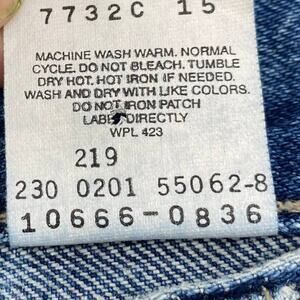 7732C 15
MACHINE WASH WARM. NORMAL
CYCLE. DO NOT BLEACH. TUMBLE
DRY HOT. HOT IRON IF NEEDED.
WASH AND DRY WITH LIKE COLORS.
DO NOT IRON PATCH
LABEL DIRECTLY
WPL 423
219
230 0201 55062-8
10666-0836